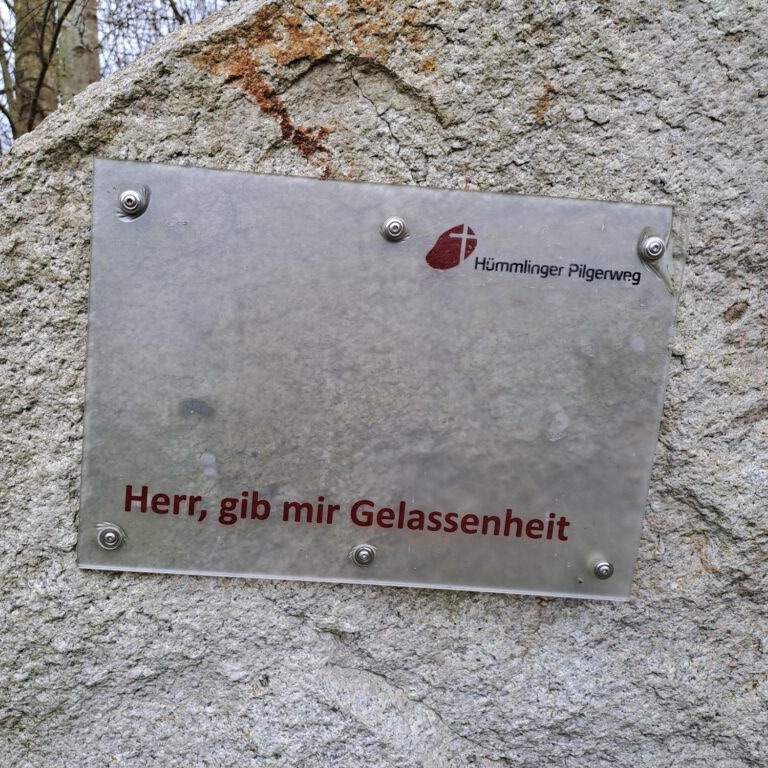 Hümmlinger Pilgerweg
Herr, gib mir Gelassenheit